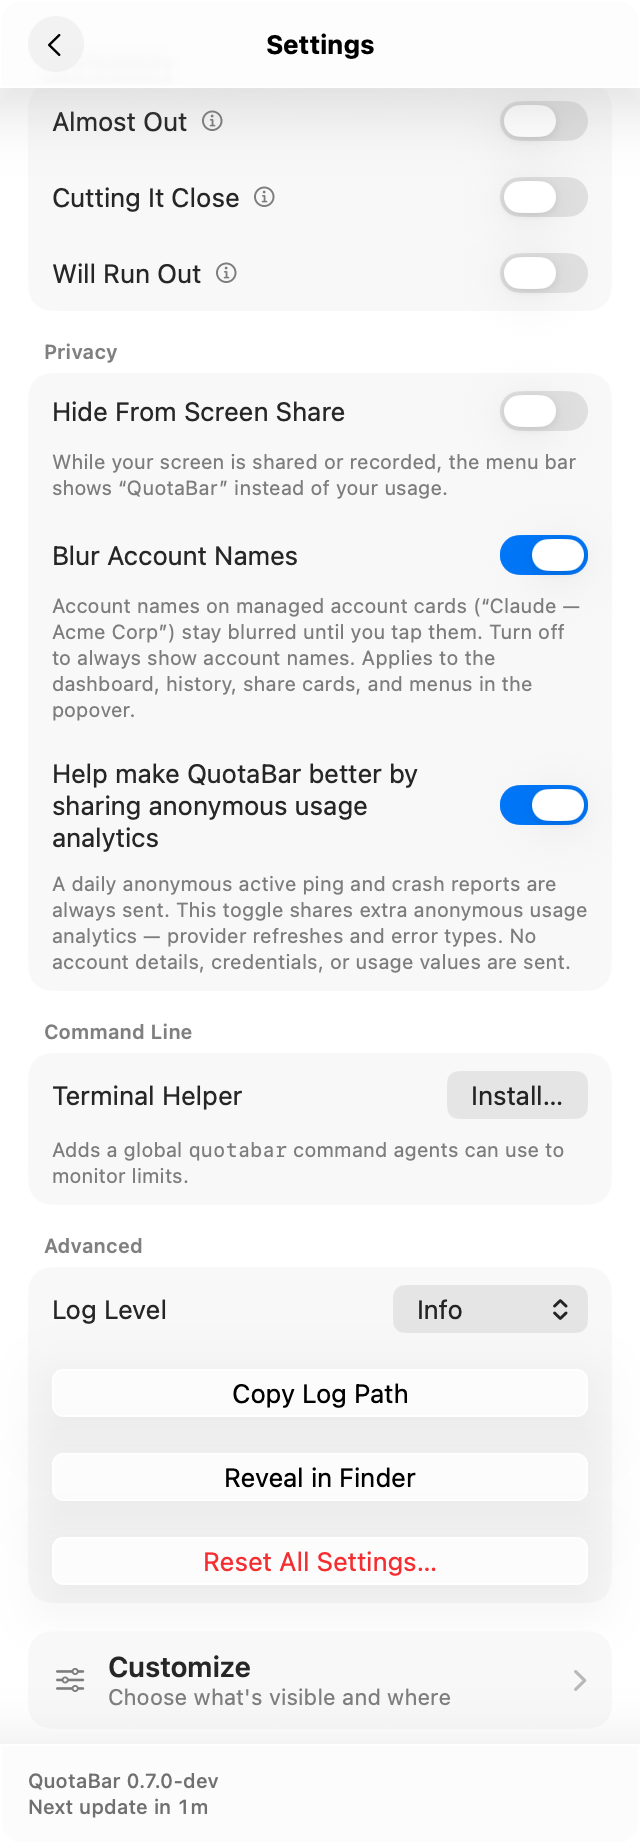 Settings
Almost Out
Cutting It Close
Will Run Out
Privacy
Hide From Screen Share
While your screen is shared or recorded, the menu bar
shows “QuotaBar” instead of your usage.
Blur Account Names
Account names on managed account cards (“Claude —
Acme Corp”) stay blurred until you tap them. Turn off
to always show account names. Applies to the
dashboard, history, share cards, and menus in the
popover.
Help make QuotaBar better by
sharing anonymous usage
analytics
A daily anonymous active ping and crash reports are
always sent. This toggle shares extra anonymous usage
analytics — provider refreshes and error types. No
account details, credentials, or usage values are sent.
Command Line
Terminal Helper
Install...
Adds a global quotabar command agents can use to
monitor limits.
Advanced
Log Level
Info
Copy Log Path
Reveal in Finder
Reset All Settings...
Customize
Choose what's visible and where
QuotaBar 0.7.0-dev
Next update in 1m